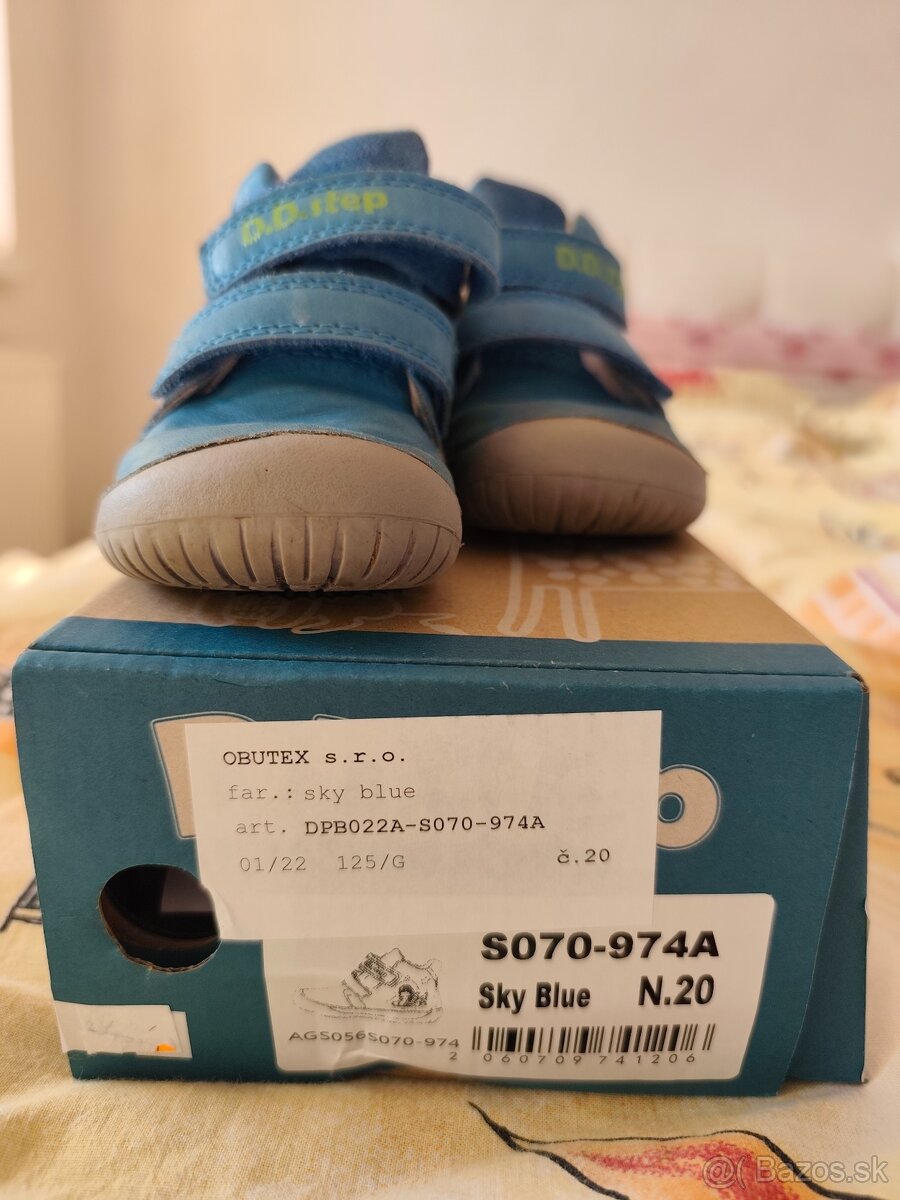 D.D.step
D.D.step
OBUTEX s.r.o.
far.: sky blue
art. DPB022A-S070-974A
01/22 125/G č.20
S070-974A
Sky Blue N.20
AGS056S070-974
2 060709 741206
Bazos.sk